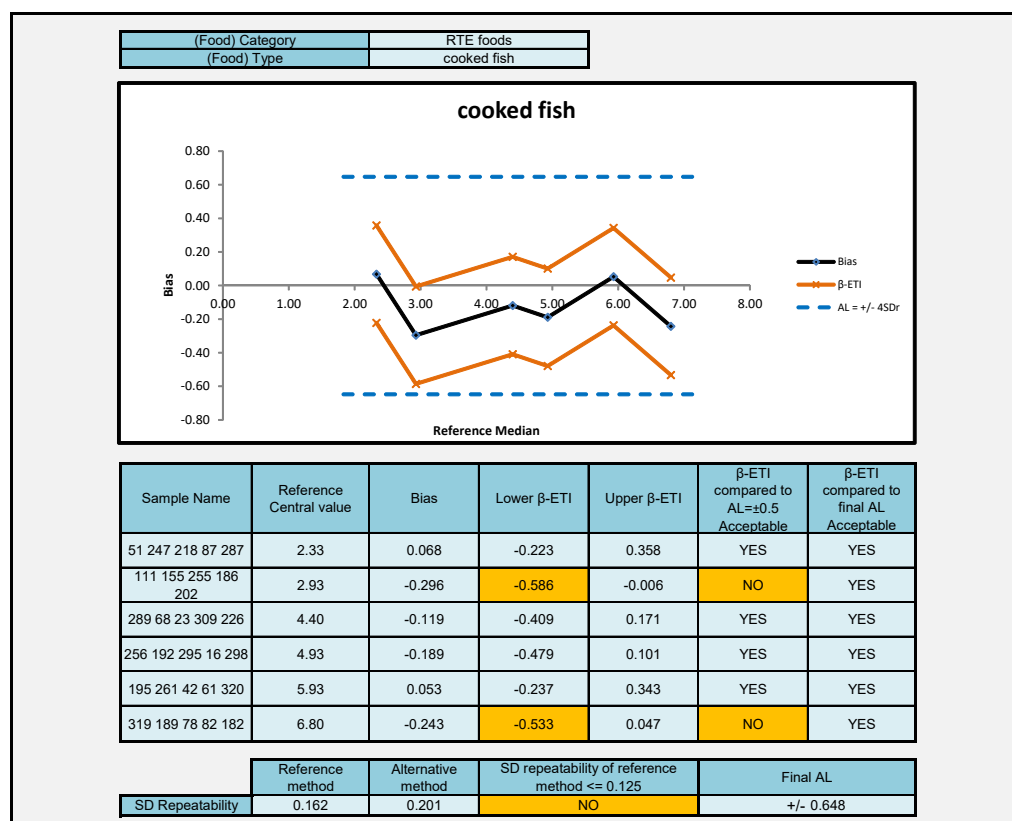 (Food) Category RTE foods
(Food) Type cooked fish
cooked fish
0.80
0.60
0.40
0.20
0.00
-0.20
-0.40
-0.60
-0.80
0.00 1.00 2.00 3.00 4.00 5.00 6.00 7.00 8.00
Bias
Reference Median
Bias
β-ETI
AL = +/- 4SDr
Sample Name Reference Central value Bias Lower β-ETI Upper β-ETI β-ETI compared to AL=±0.5 Acceptable β-ETI compared to final AL Acceptable
51 247 218 87 287 2.33 0.068 -0.223 0.358 YES YES
111 155 255 186 202 2.93 -0.296 -0.586 -0.006 NO YES
289 68 23 309 226 4.40 -0.119 -0.409 0.171 YES YES
256 192 295 16 298 4.93 -0.189 -0.479 0.101 YES YES
195 261 42 61 320 5.93 0.053 -0.237 0.343 YES YES
319 189 78 82 182 6.80 -0.243 -0.533 0.047 NO YES
Reference method Alternative method SD repeatability of reference method <= 0.125 Final AL
SD Repeatability 0.162 0.201 NO +/- 0.648